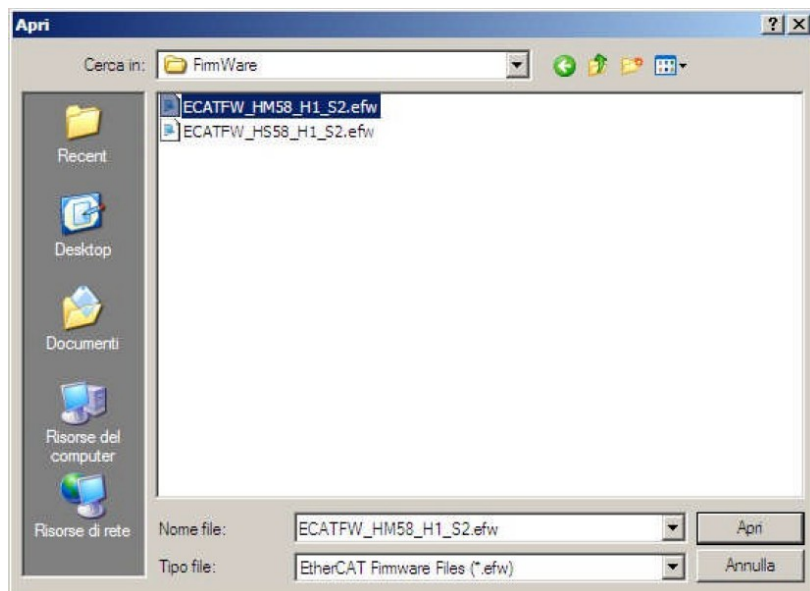 Apri
Cerca in: FirmWare
ECATFW_HM58_H1_S2.efw
ECATFW_HS58_H1_S2.efw
Recent
Desktop
Documenti
Risorse del
computer
Risorse di rete
Nome file: ECATFW_HM58_H1_S2.efw Apri
Tipo file: EtherCAT Firmware Files (*.efw) Annulla